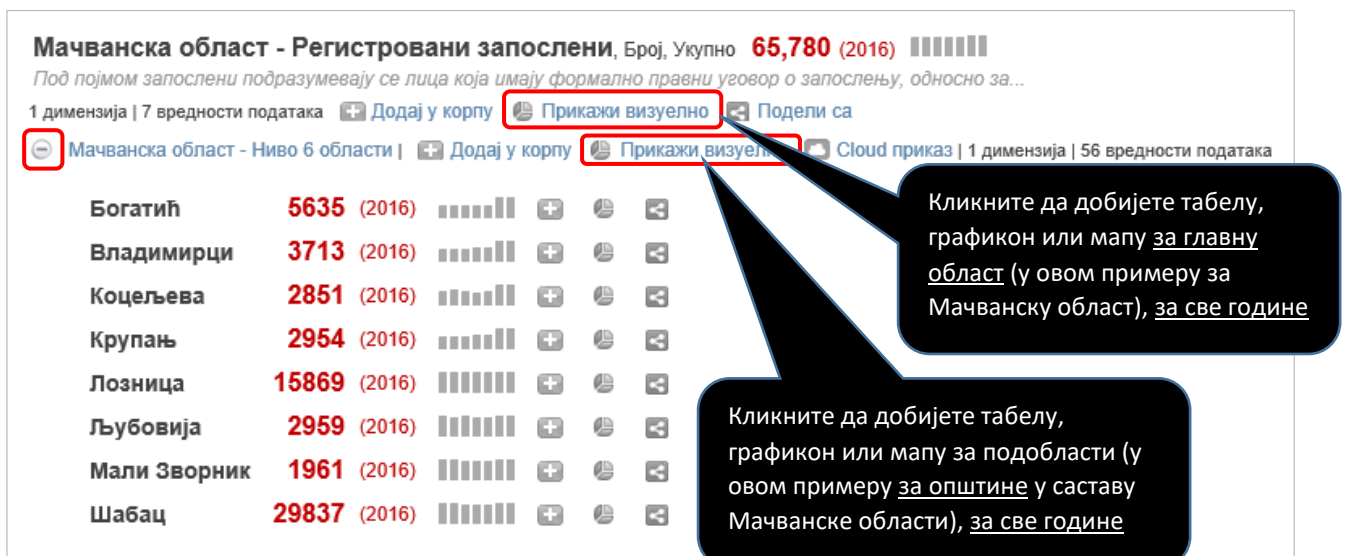 Мачванска област - Регистровани запослени, Број, Укупно 65,780 (2016)
Под појмом запослени подразумевају се лица која имају формално правни уговор о запослењу, односно за...
1 димензија | 7 вредности података Додај у корпу Прикажи визуелно Подели са
Мачванска област - Ниво 6 области | Додај у корпу Прикажи визуелно Cloud приказ | 1 димензија | 56 вредности података
Богатић 5635 (2016)
Владимирци 3713 (2016)
Коцељева 2851 (2016)
Крупањ 2954 (2016)
Лозница 15869 (2016)
Љубовија 2959 (2016)
Мали Зворник 1961 (2016)
Шабац 29837 (2016)
Кликните да добијете табелу,
графикон или мапу за главну
област (у овом примеру за
Мачванску област), за све године
Кликните да добијете табелу,
графикон или мапу за подобласти (у
овом примеру за општине у саставу
Мачванске области), за све године